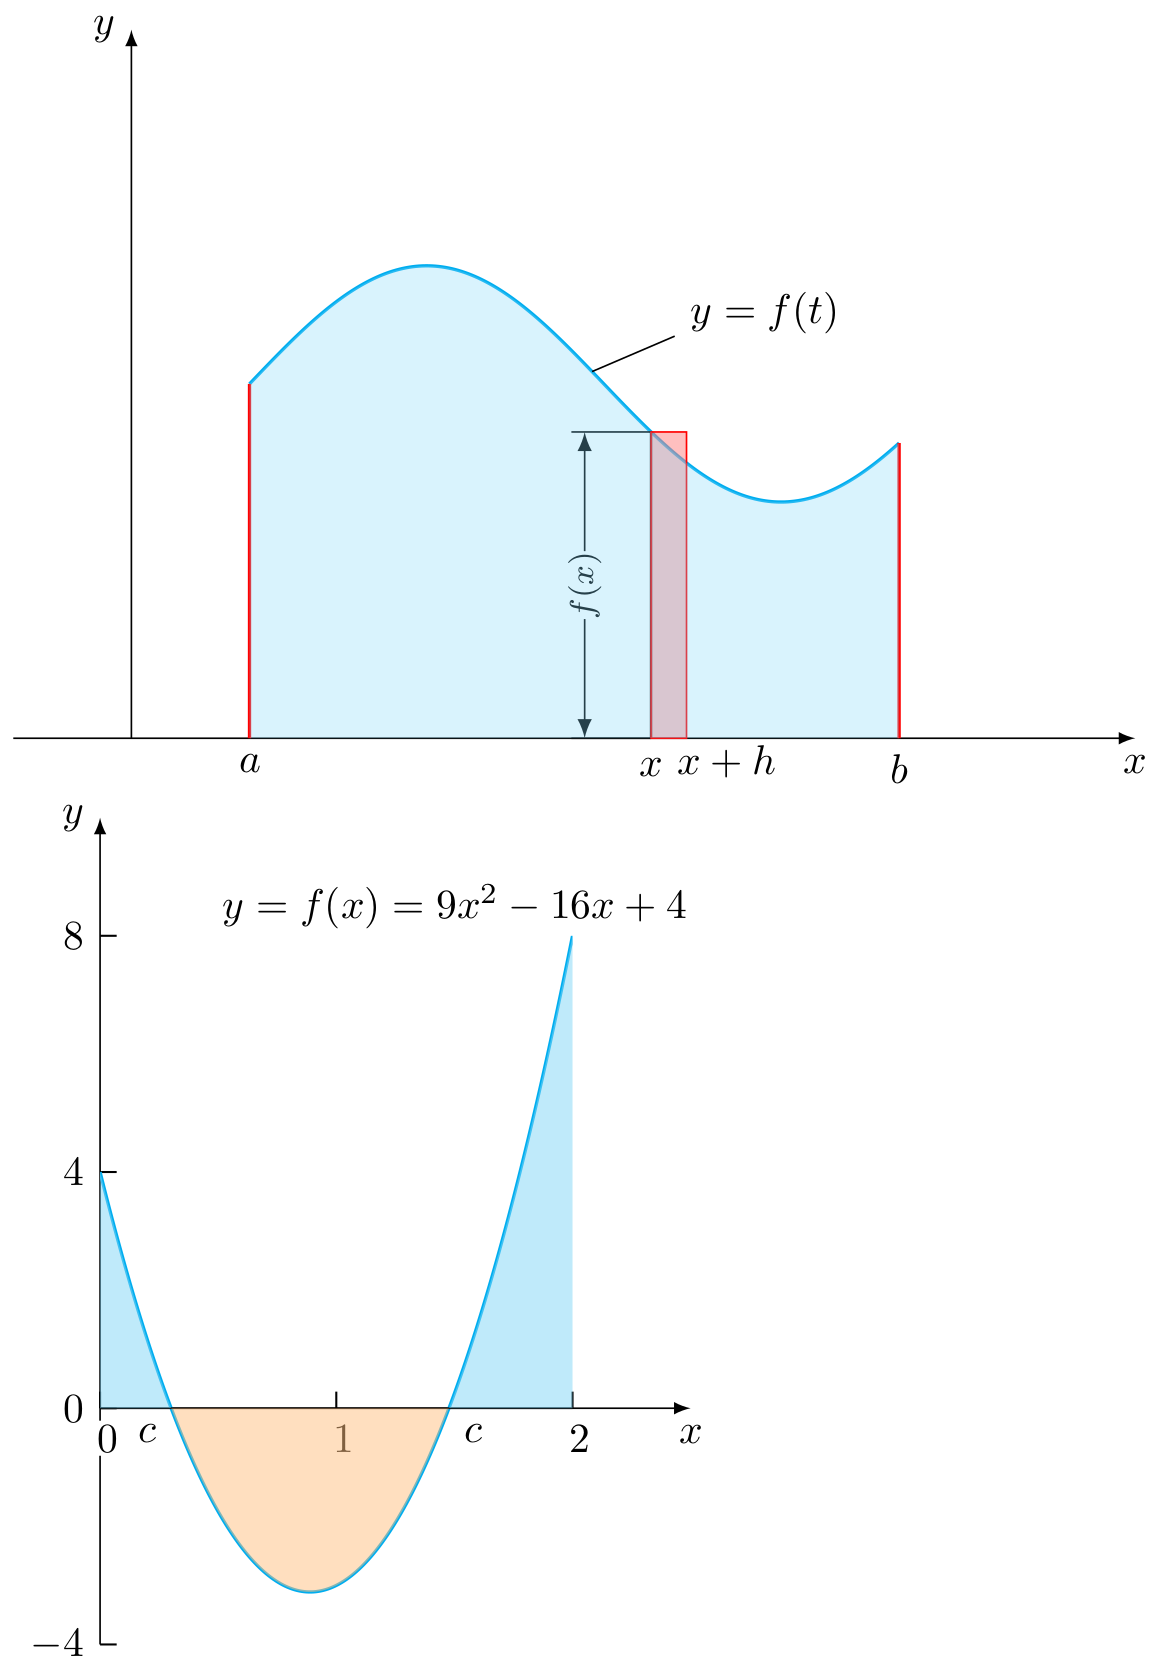 y
y = f(t)
f(x)
a
x
x + h
b
x
y
y = f(x) = 9x² − 16x + 4
8
4
0
0
c
1
c
2
x
−4